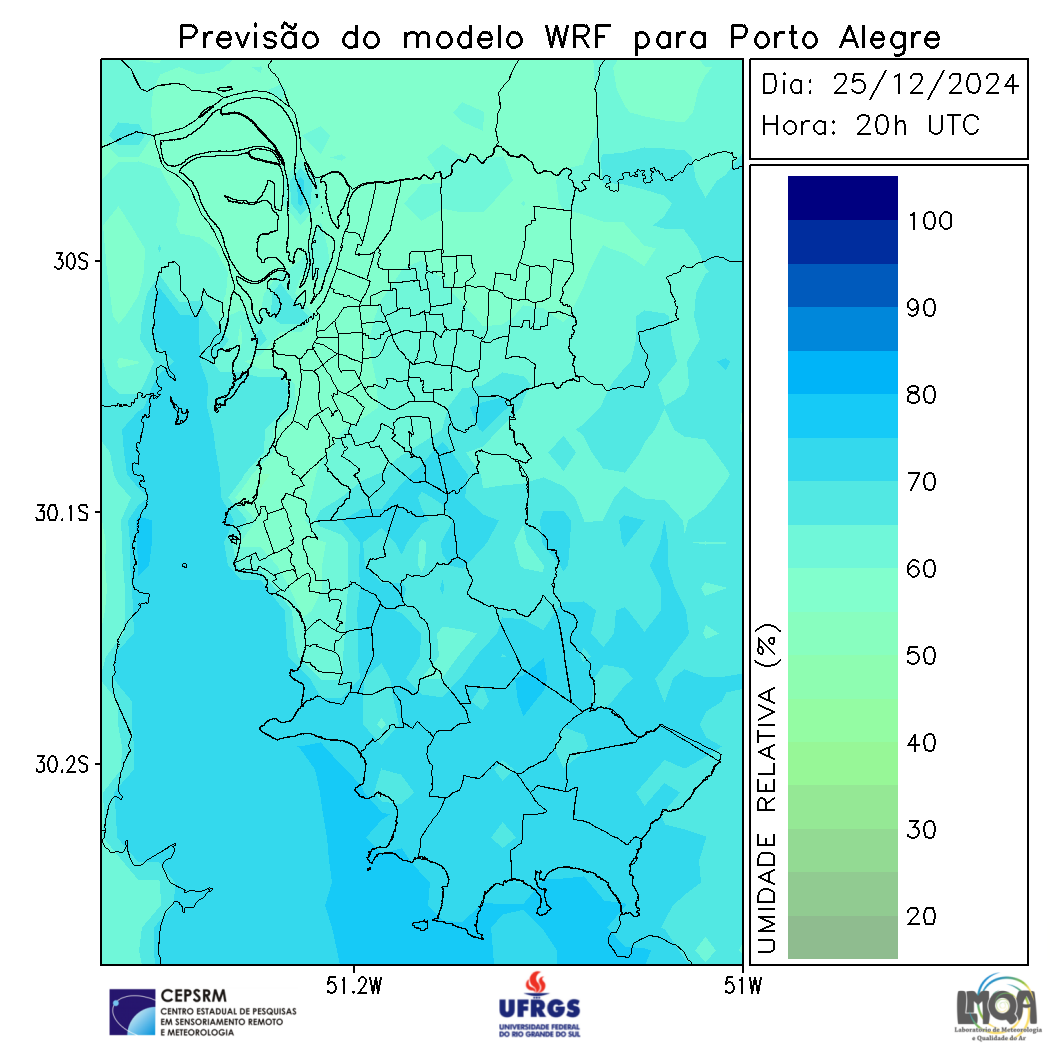 Previsão do modelo WRF para Porto Alegre
Dia: 25/12/2024
Hora: 20h UTC
30S
30.1S
30.2S
51.2W
51W
UMIDADE RELATIVA (%)
100
90
80
70
60
50
40
30
20
CEPSRM
CENTRO ESTADUAL DE PESQUISAS
EM SENSORIAMENTO REMOTO
E METEOROLOGIA
UFRGS
UNIVERSIDADE FEDERAL
DO RIO GRANDE DO SUL
LMQA
Laboratório de Meteorologia
e Qualidade do Ar